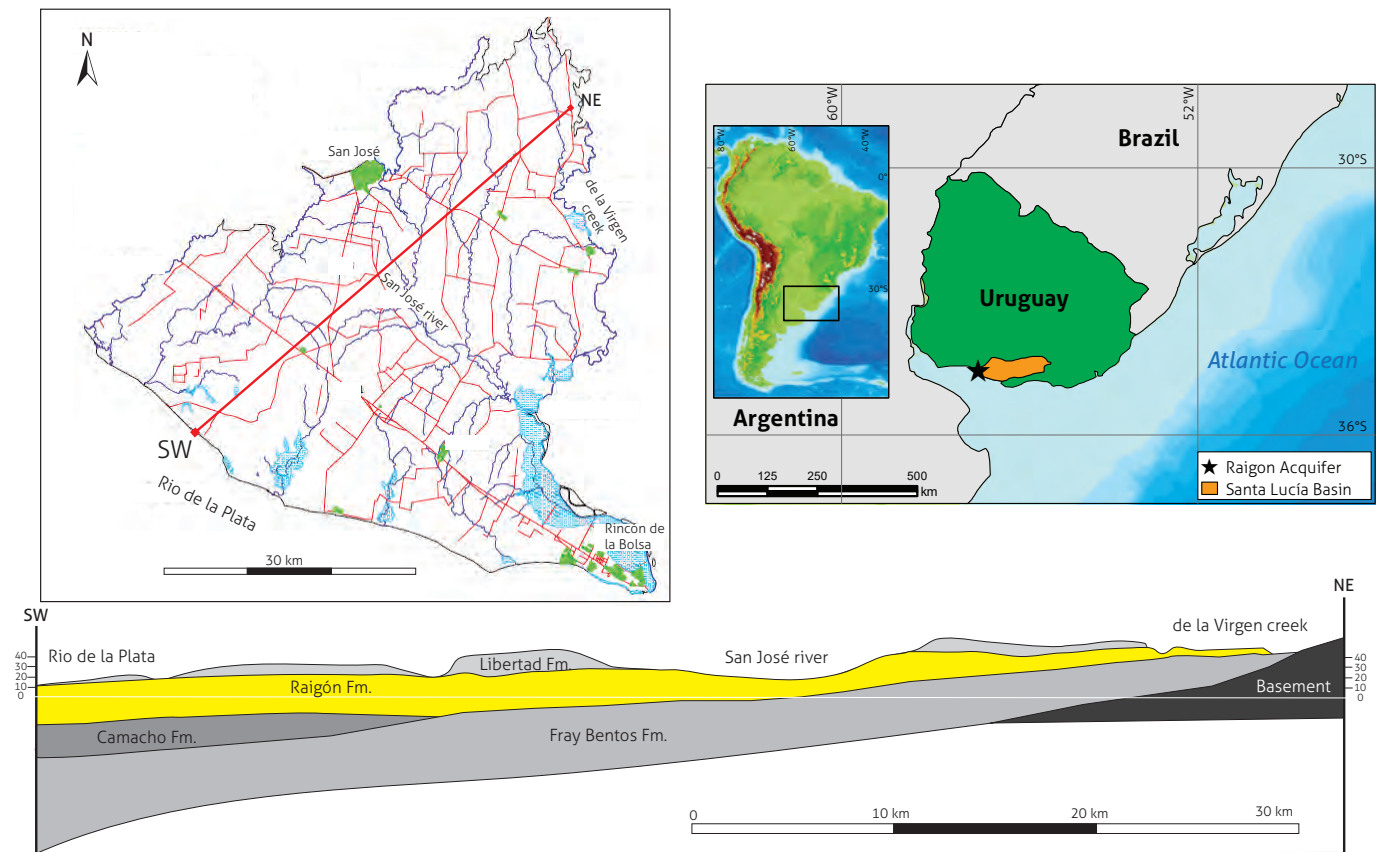 N
NE
San José
de la Virgen
creek
San José river
SW
Rio de la Plata
Rincón de
la Bolsa
30 km
60°W
52°W
Brazil
30°S
80°W
60°W
40°W
0°
30°S
Uruguay
Atlantic Ocean
Argentina
36°S
0 125 250 500
km
Raigon Acquifer
Santa Lucía Basin
SW
NE
de la Virgen creek
Rio de la Plata
San José river
Libertad Fm.
40
30
20
10
0
40
30
20
10
0
Raigón Fm.
Basement
Camacho Fm.
Fray Bentos Fm.
0 10 km 20 km 30 km